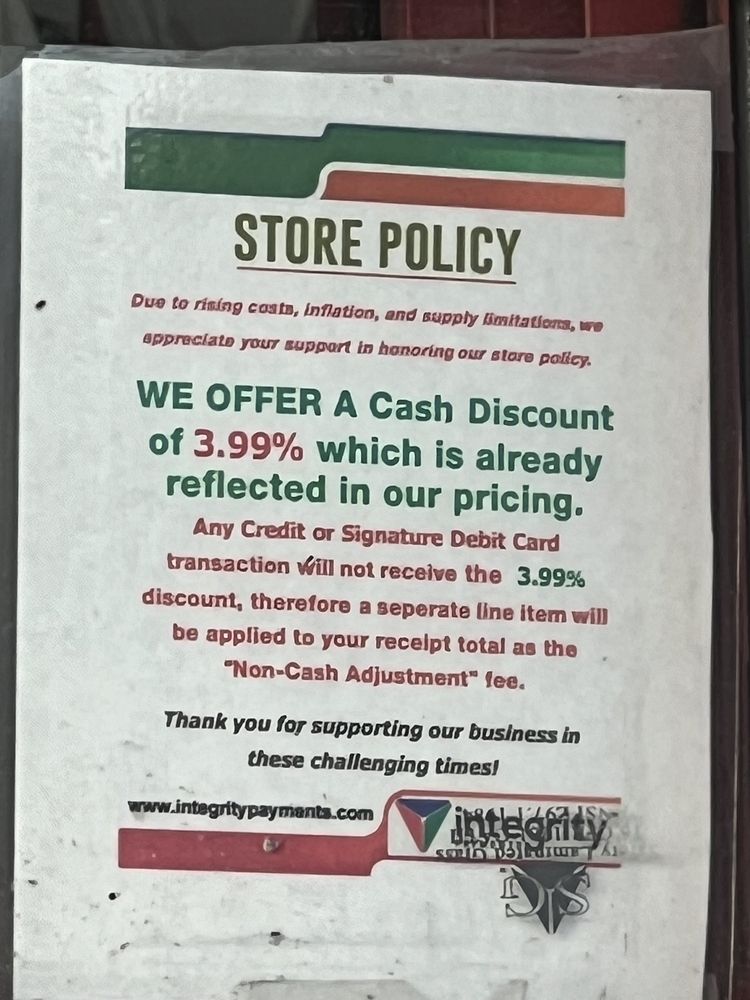 STORE POLICY
Due to rising costs, inflation, and supply limitations, we
appreciate your support in honoring our store policy.
WE OFFER A Cash Discount
of 3.99% which is already
reflected in our pricing.
Any Credit or Signature Debit Card
transaction will not receive the 3.99%
discount, therefore a seperate line item will
be applied to your receipt total as the
"Non-Cash Adjustment" fee.
Thank you for supporting our business in
these challenging times!
www.integritypayments.com
integrity